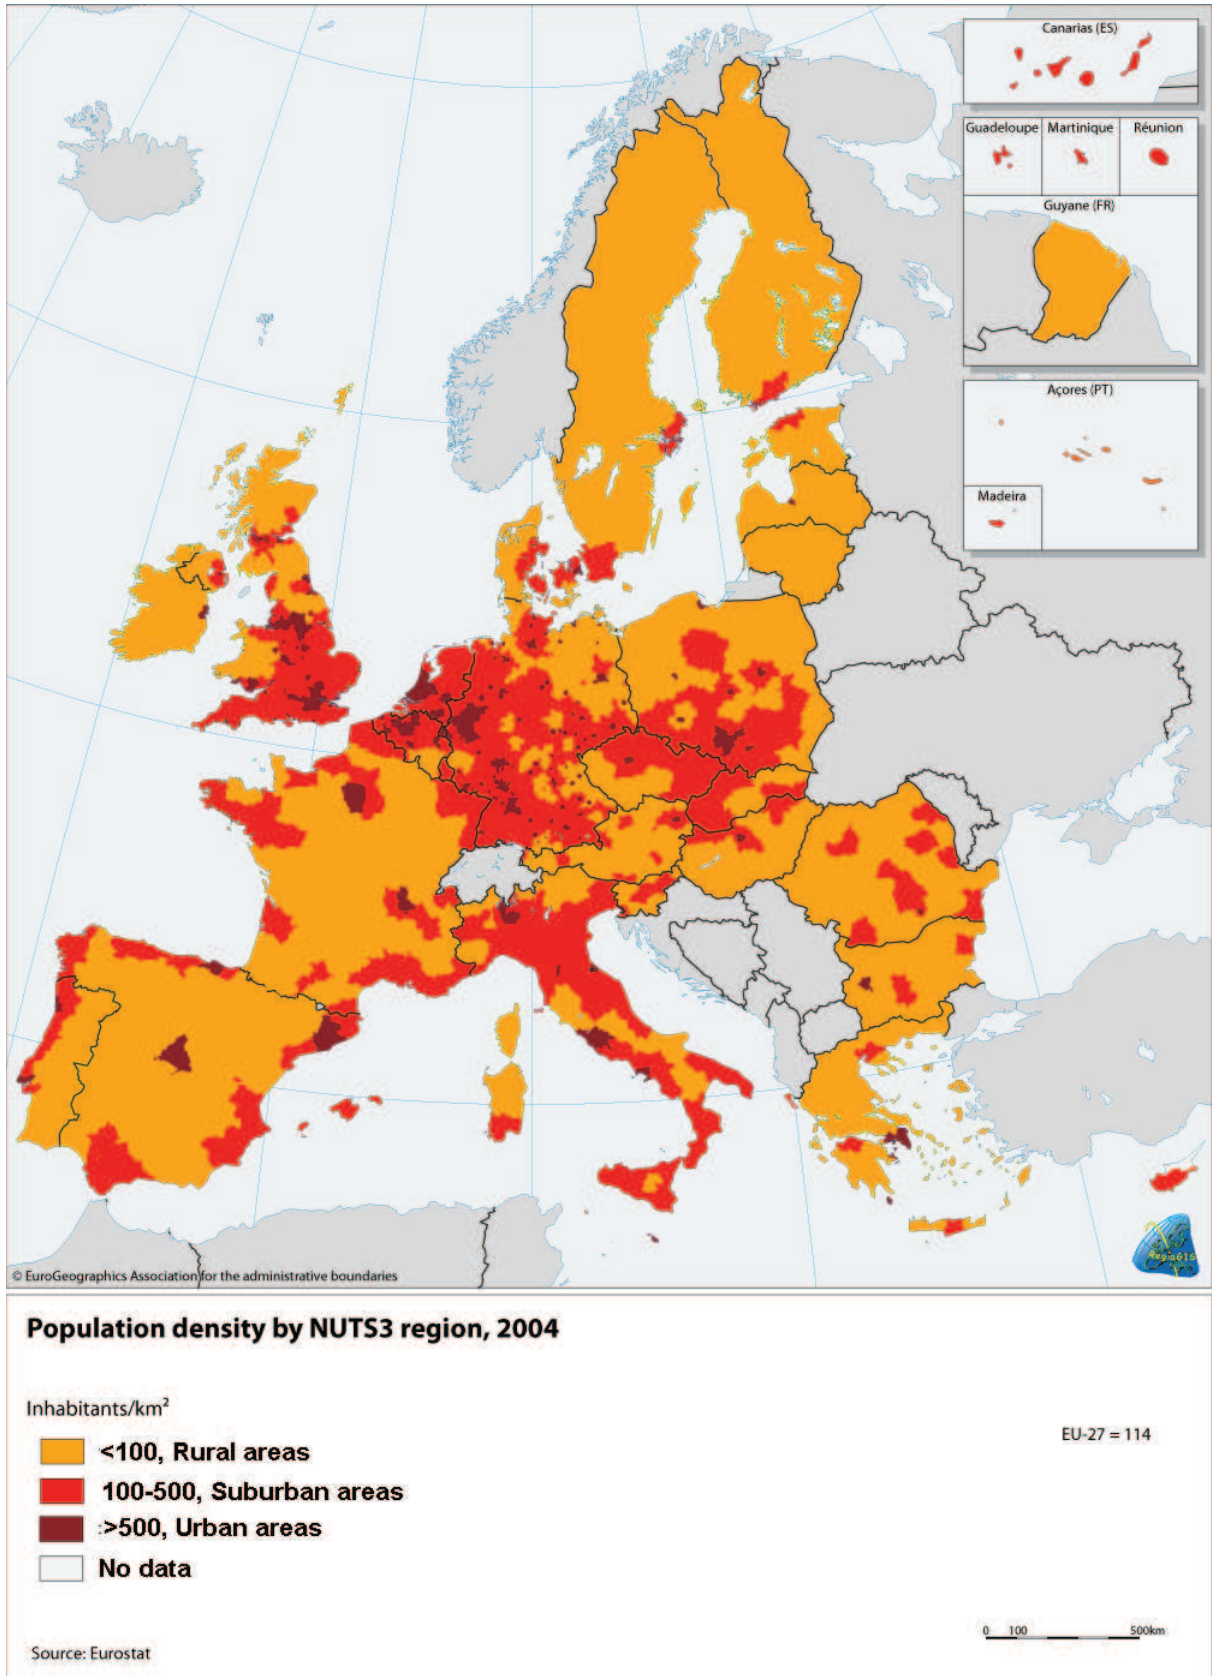 Canarias (ES)
Guadeloupe
Martinique
Réunion
Guyane (FR)
Açores (PT)
Madeira
RegioGIS
© EuroGeographics Association for the administrative boundaries
Population density by NUTS3 region, 2004
Inhabitants/km²
EU-27 = 114
<100, Rural areas
100-500, Suburban areas
>500, Urban areas
No data
0 100 500km
Source: Eurostat